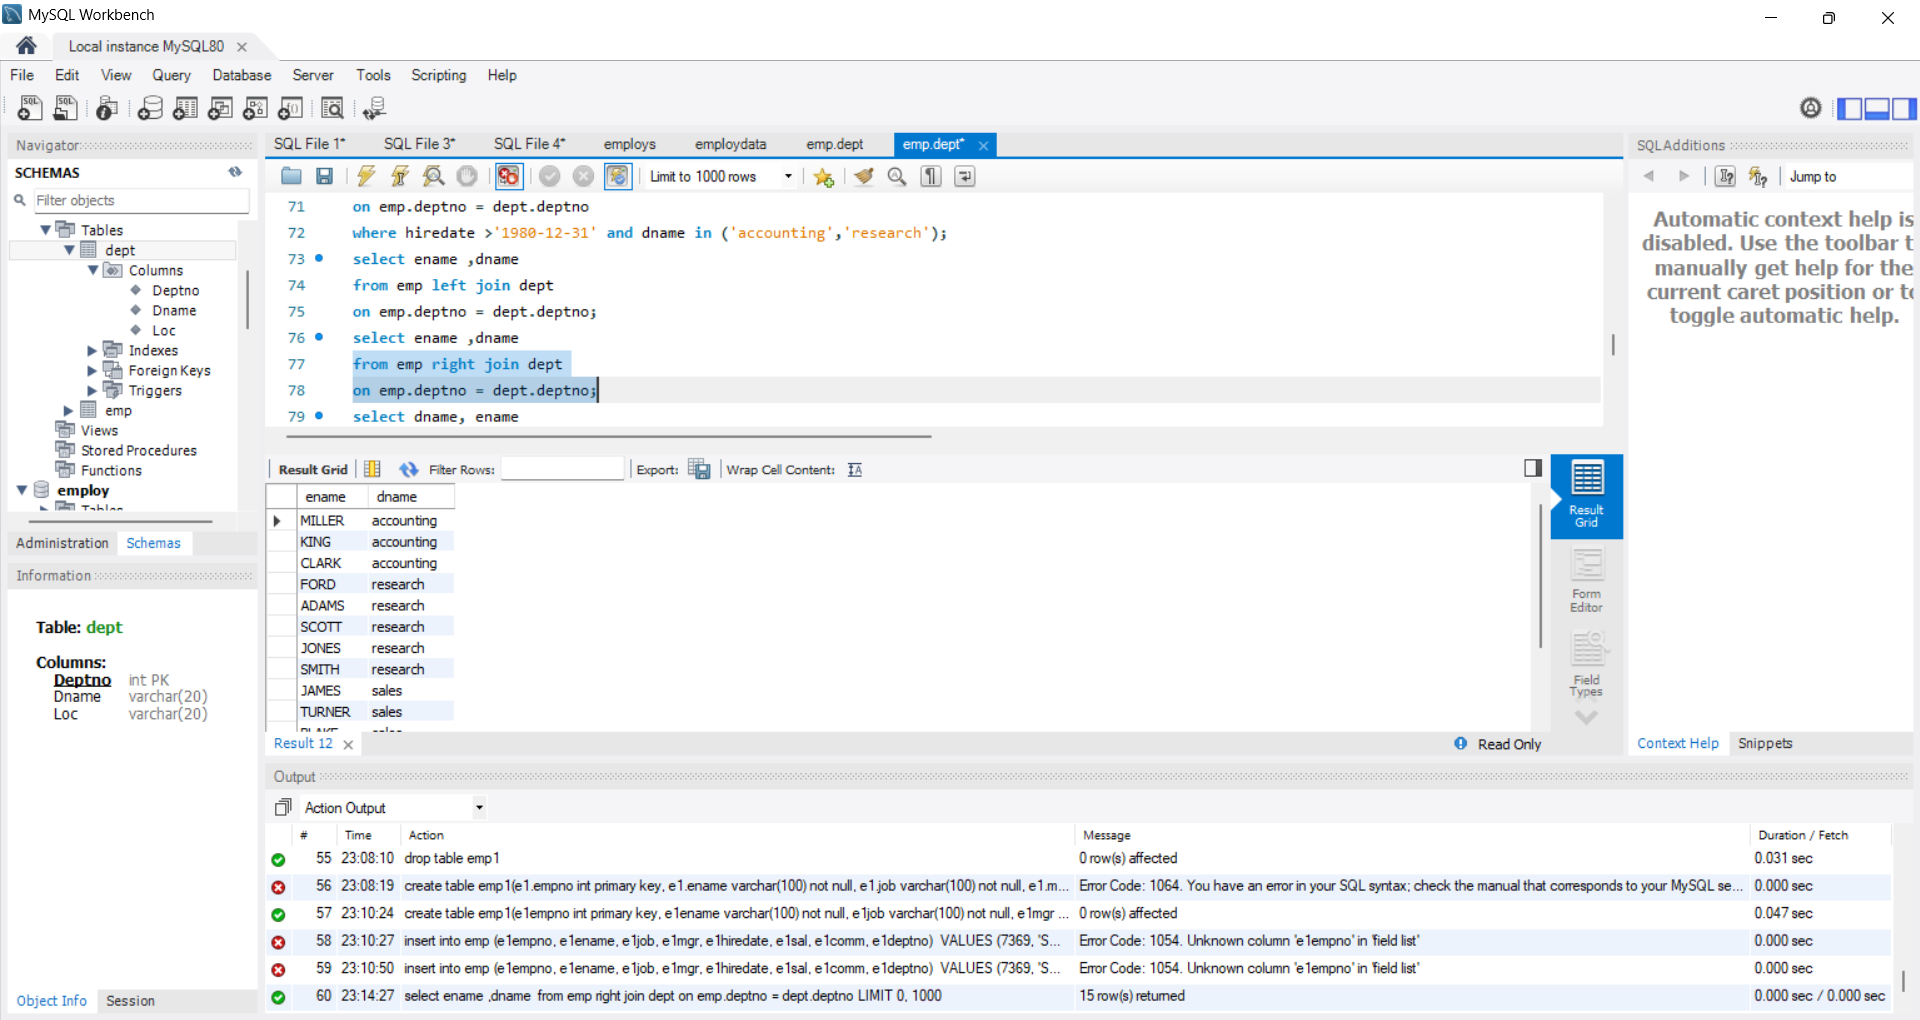 MySQL Workbench
Local instance MySQL80
File Edit View Query Database Server Tools Scripting Help
Navigator
SCHEMAS
Filter objects
Tables
dept
Columns
Deptno
Dname
Loc
Indexes
Foreign Keys
Triggers
emp
Views
Stored Procedures
Functions
employ
Tables
Administration Schemas
Information
Table: dept
Columns:
Deptno int PK
Dname varchar(20)
Loc varchar(20)
Object Info Session
SQL File 1* SQL File 3* SQL File 4* employs employdata emp.dept emp.dept*
Limit to 1000 rows
71 on emp.deptno = dept.deptno
72 where hiredate >'1980-12-31' and dname in ('accounting','research');
73 select ename ,dname
74 from emp left join dept
75 on emp.deptno = dept.deptno;
76 select ename ,dname
77 from emp right join dept
78 on emp.deptno = dept.deptno;
79 select dname, ename
Result Grid Filter Rows: Export: Wrap Cell Content:
ename dname
MILLER accounting
KING accounting
CLARK accounting
FORD research
ADAMS research
SCOTT research
JONES research
SMITH research
JAMES sales
TURNER sales
BLAKE sales
Result Grid
Form Editor
Field Types
Result 12
Read Only
SQLAdditions
Jump to
Automatic context help is
disabled. Use the toolbar t
manually get help for the
current caret position or to
toggle automatic help.
Context Help Snippets
Output
Action Output
# Time Action Message Duration / Fetch
55 23:08:10 drop table emp1 0 row(s) affected 0.031 sec
56 23:08:19 create table emp1(e1.empno int primary key, e1.ename varchar(100) not null, e1.job varchar(100) not null, e1.m... Error Code: 1064. You have an error in your SQL syntax; check the manual that corresponds to your MySQL se... 0.000 sec
57 23:10:24 create table emp1(e1empno int primary key, e1ename varchar(100) not null, e1job varchar(100) not null, e1mgr ... 0 row(s) affected 0.047 sec
58 23:10:27 insert into emp (e1empno, e1ename, e1job, e1mgr, e1hiredate, e1sal, e1comm, e1deptno) VALUES (7369, 'S... Error Code: 1054. Unknown column 'e1empno' in 'field list' 0.000 sec
59 23:10:50 insert into emp (e1empno, e1ename, e1job, e1mgr, e1hiredate, e1sal, e1comm, e1deptno) VALUES (7369, 'S... Error Code: 1054. Unknown column 'e1empno' in 'field list' 0.000 sec
60 23:14:27 select ename ,dname from emp right join dept on emp.deptno = dept.deptno LIMIT 0, 1000 15 row(s) returned 0.000 sec / 0.000 sec